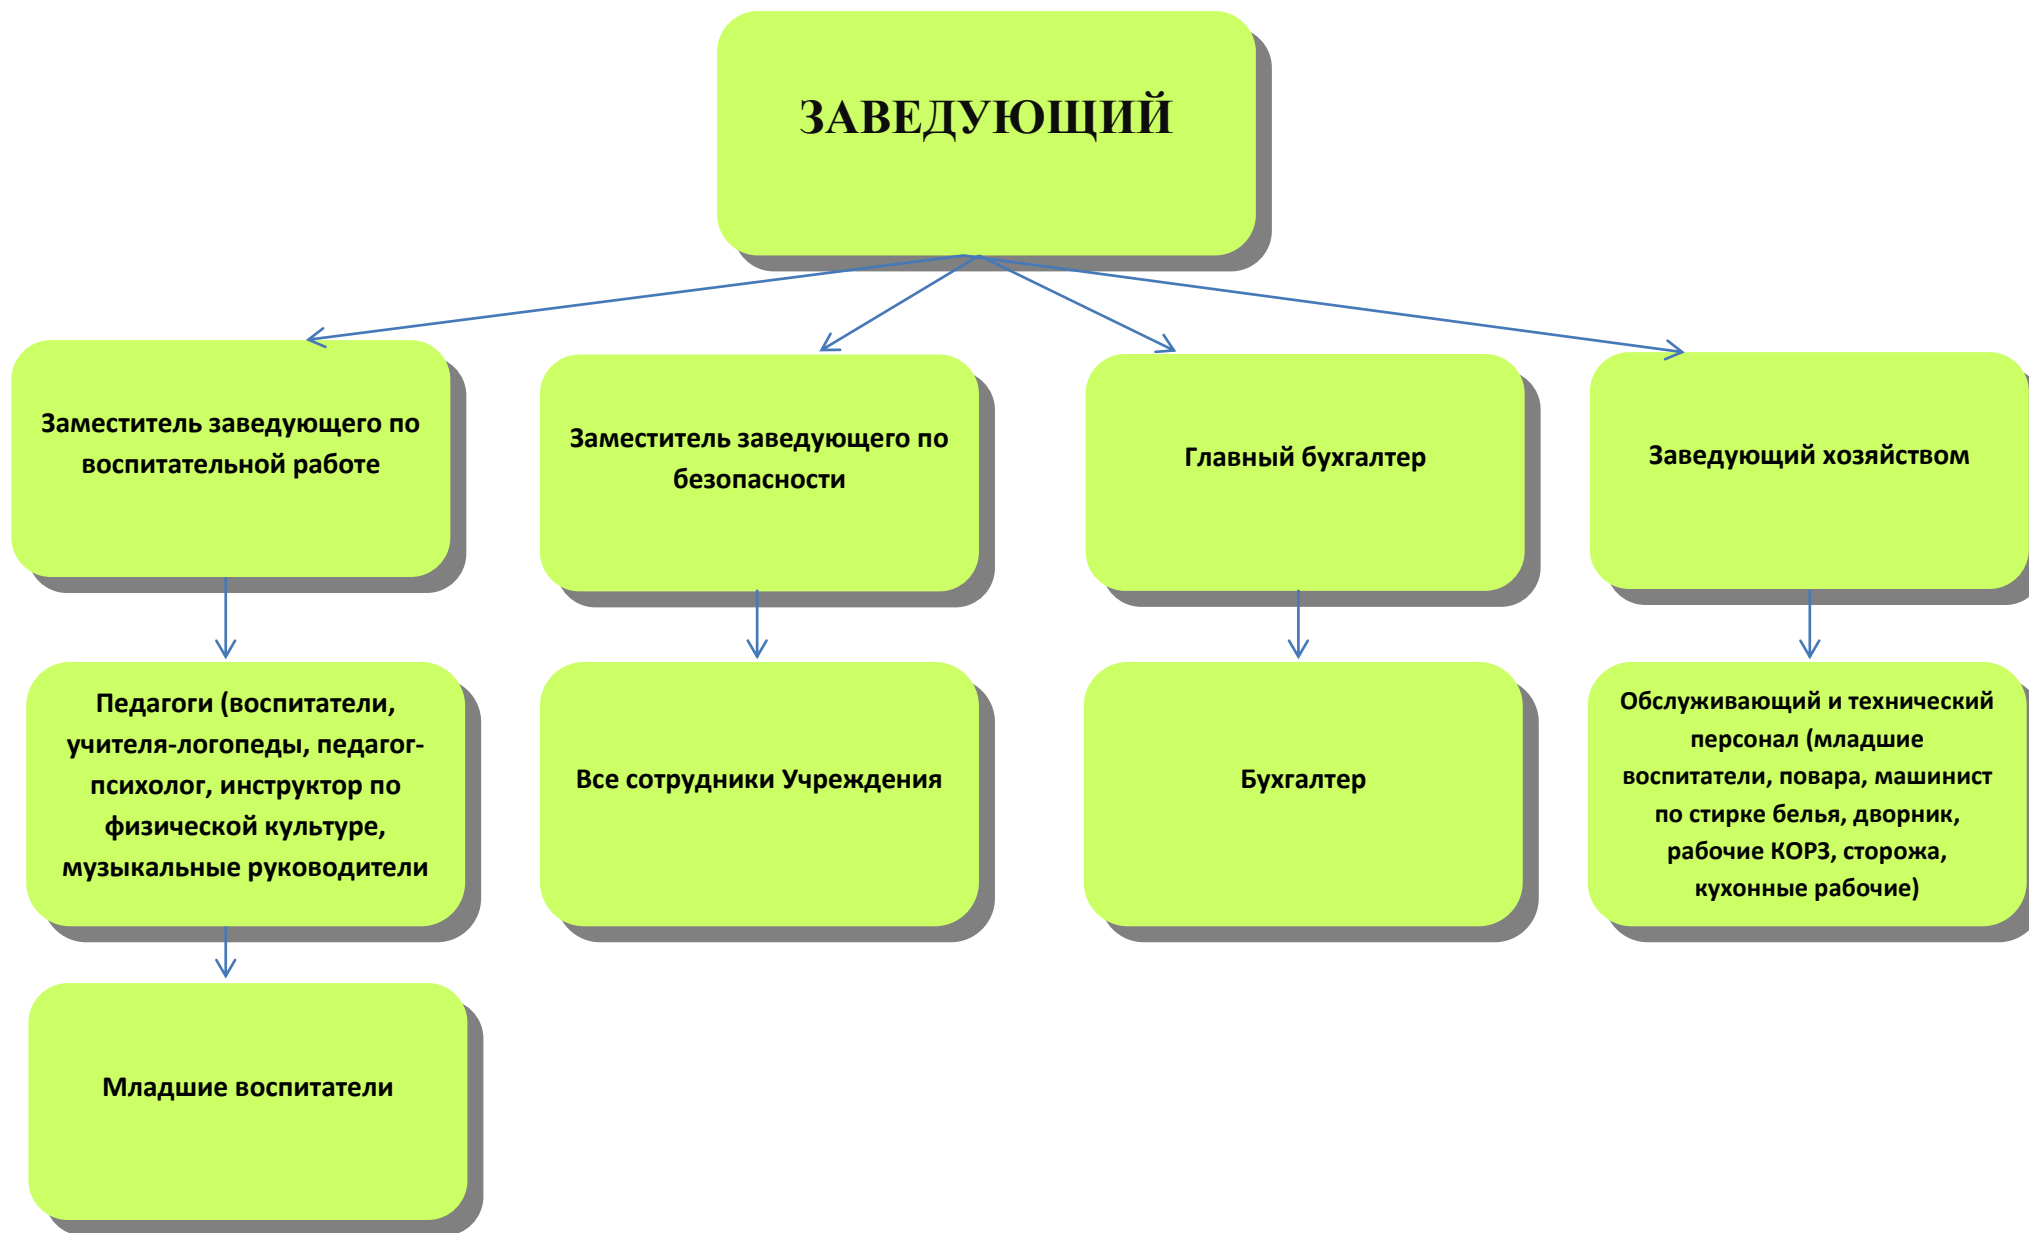 ЗАВЕДУЮЩИЙ
Заместитель заведующего по
воспитательной работе
Заместитель заведующего по
безопасности
Главный бухгалтер
Заведующий хозяйством
Педагоги (воспитатели,
учителя-логопеды, педагог-
психолог, инструктор по
физической культуре,
музыкальные руководители
Все сотрудники Учреждения
Бухгалтер
Обслуживающий и технический
персонал (младшие
воспитатели, повара, машинист
по стирке белья, дворник,
рабочие КОРЗ, сторожа,
кухонные рабочие)
Младшие воспитатели